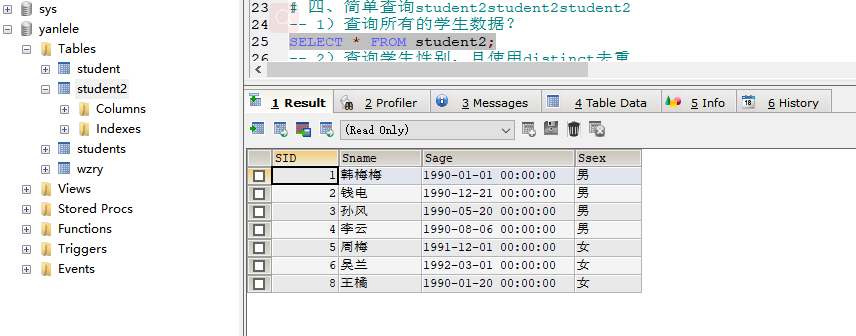 sys
yanlele
Tables
student
student2
Columns
Indexes
students
wzry
Views
Stored Procs
Functions
Triggers
Events
23 # 四、简单查询student2student2student2
24 -- 1) 查询所有的学生数据?
25 SELECT * FROM student2;
26 -- 2) 查询学生性别，且使用distinct去重
1 Result 2 Profiler 3 Messages 4 Table Data 5 Info 6 History
(Read Only)
SID Sname Sage Ssex
1 韩梅梅 1990-01-01 00:00:00 男
2 钱电 1990-12-21 00:00:00 男
3 孙风 1990-05-20 00:00:00 男
4 李云 1990-08-06 00:00:00 男
5 周梅 1991-12-01 00:00:00 女
6 吴兰 1992-03-01 00:00:00 女
8 王橘 1990-01-20 00:00:00 女